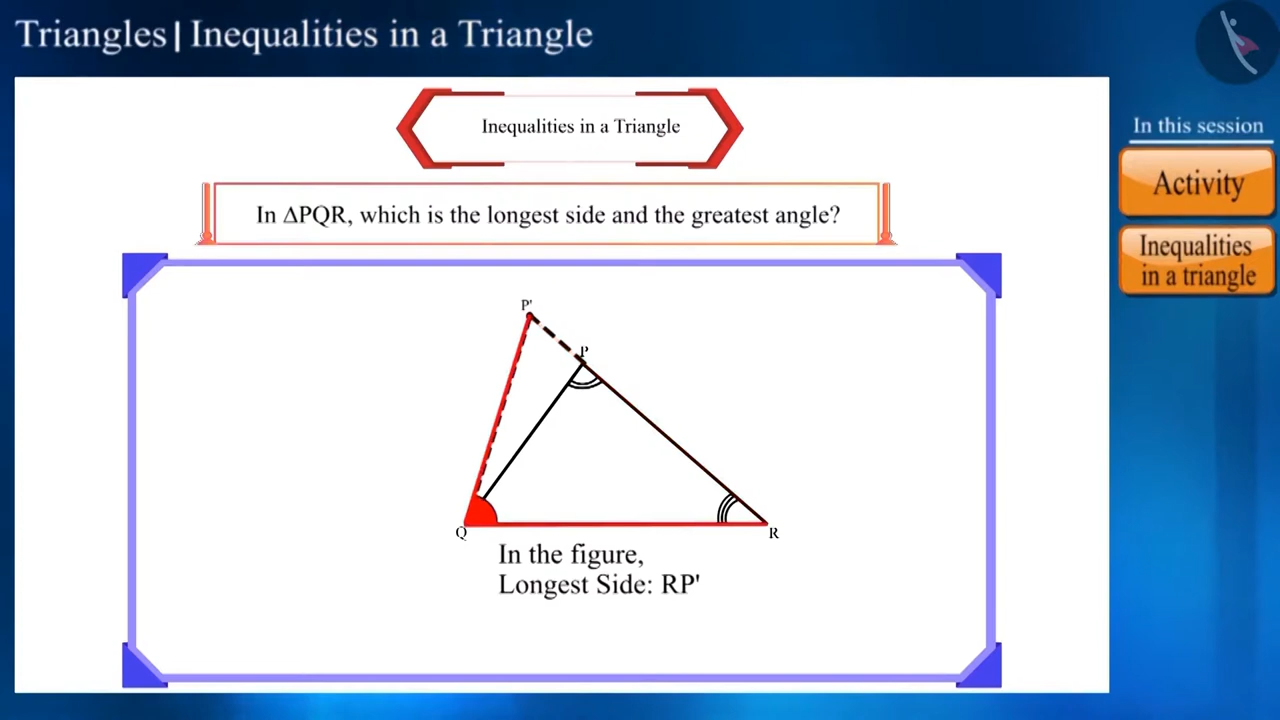 Triangles | Inequalities in a Triangle
Inequalities in a Triangle
In ΔPQR, which is the longest side and the greatest angle?
P'
P
Q
R
In the figure,
Longest Side: RP'
In this session
Activity
Inequalities
in a triangle